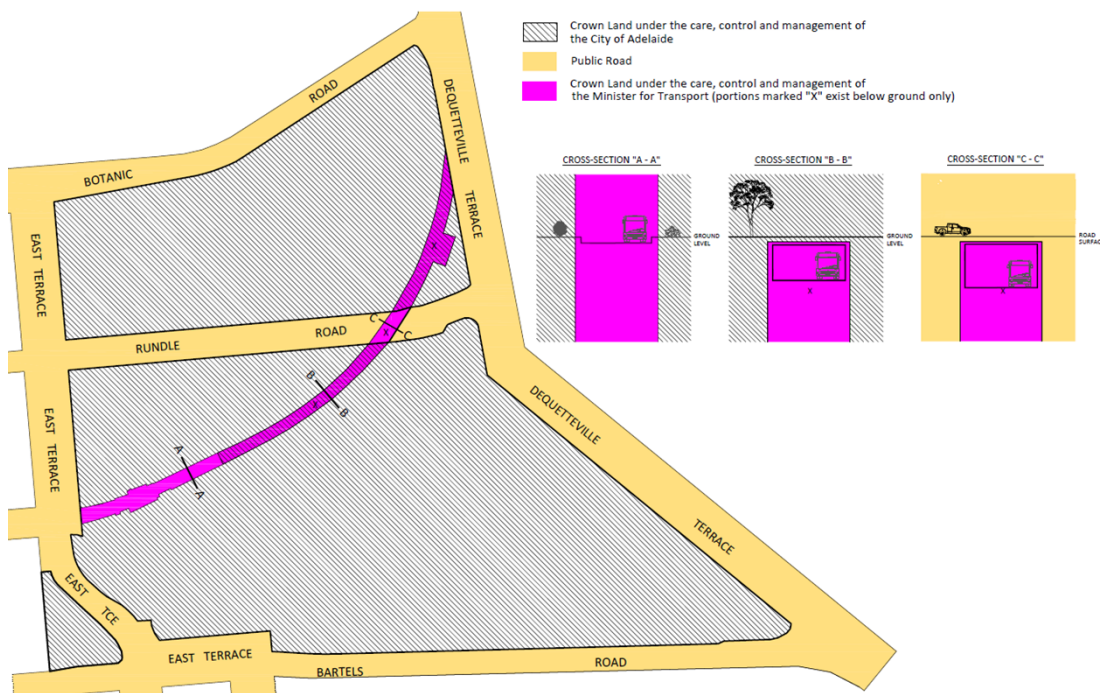 Crown Land under the care, control and management of
the City of Adelaide
Public Road
Crown Land under the care, control and management of
the Minister for Transport (portions marked "X" exist below ground only)
CROSS-SECTION "A - A"
CROSS-SECTION "B - B"
CROSS-SECTION "C - C"
GROUND
LEVEL
GROUND
LEVEL
ROAD
SURFAC
X
X
BOTANIC
ROAD
DEQUETTEVILLE
TERRACE
EAST TERRACE
X
RUNDLE
ROAD
C
C
X
B
B
X
A
A
EAST TERRACE
DEQUETTEVILLE
TERRACE
EAST TCE
EAST TERRACE
BARTELS
ROAD